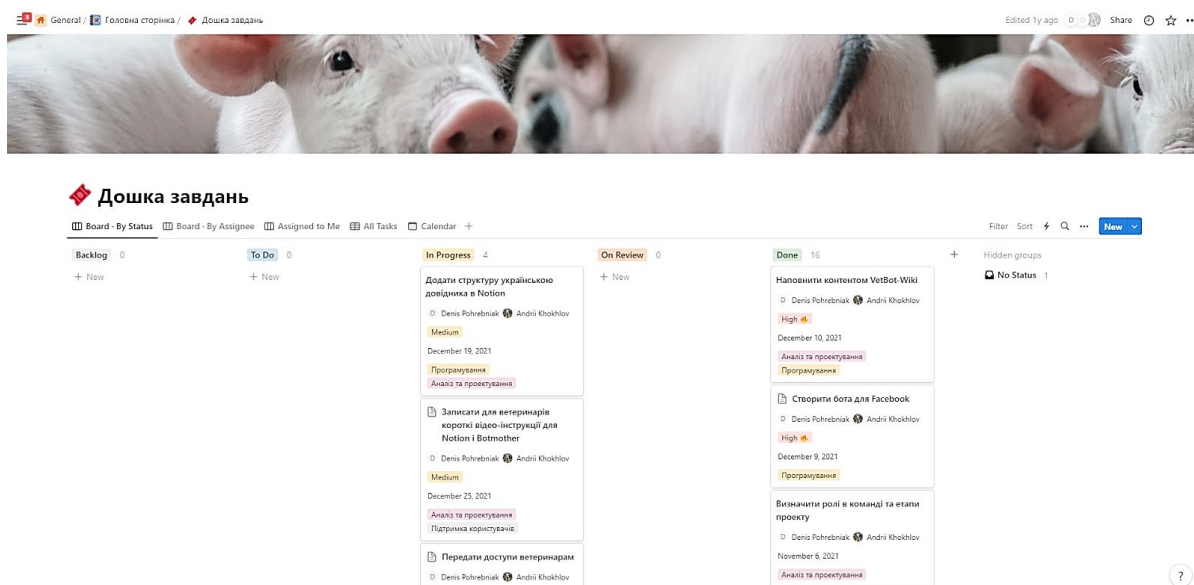 General / Головна сторінка / Дошка завдань
Edited 1y ago D Share
Дошка завдань
Board - By Status Board - By Assignee Assigned to Me All Tasks Calendar +
Filter Sort New
Backlog 0
+ New
To Do 0
+ New
In Progress 4
Додати структуру українською
довідника в Notion
D Denis Pohrebniak Andrii Khokhlov
Medium
December 19, 2021
Програмування
Аналіз та проектування
Записати для ветеринарів
короткі відео-інструкції для
Notion і Botmother
D Denis Pohrebniak Andrii Khokhlov
Medium
December 25, 2021
Аналіз та проектування
Підтримка користувачів
Передати доступи ветеринарам
D Denis Pohrebniak Andrii Khokhlov
On Review 0
+ New
Done 16
Наповнити контентом VetBot-Wiki
D Denis Pohrebniak Andrii Khokhlov
High
December 10, 2021
Аналіз та проектування
Програмування
Створити бота для Facebook
D Denis Pohrebniak Andrii Khokhlov
High
December 9, 2021
Програмування
Визначити ролі в команді та етапи
проекту
D Denis Pohrebniak Andrii Khokhlov
November 6, 2021
Аналіз та проектування
+
Hidden groups
No Status 1
?